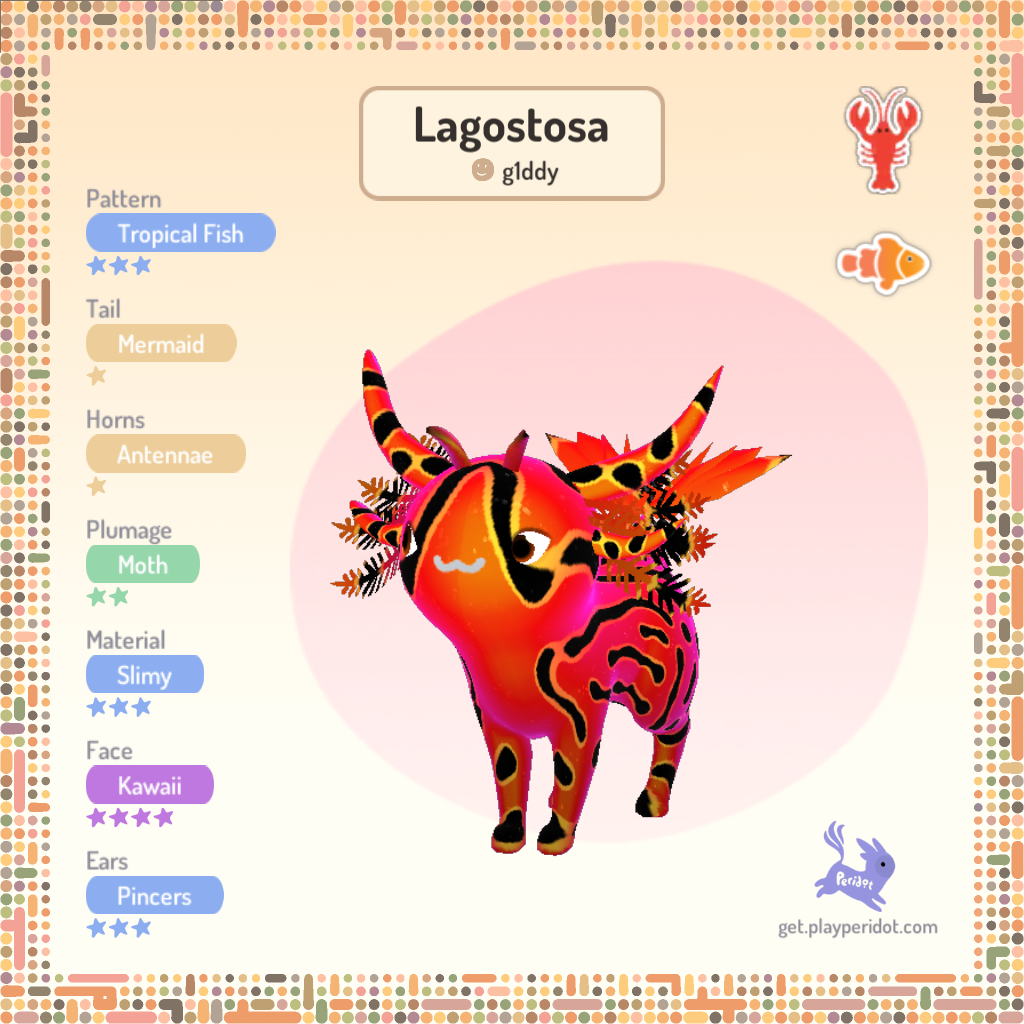 Lagostosa
g1ddy
Pattern
Tropical Fish
Tail
Mermaid
Horns
Antennae
Plumage
Moth
Material
Slimy
Face
Kawaii
Ears
Pincers
Peridot
get.playperidot.com